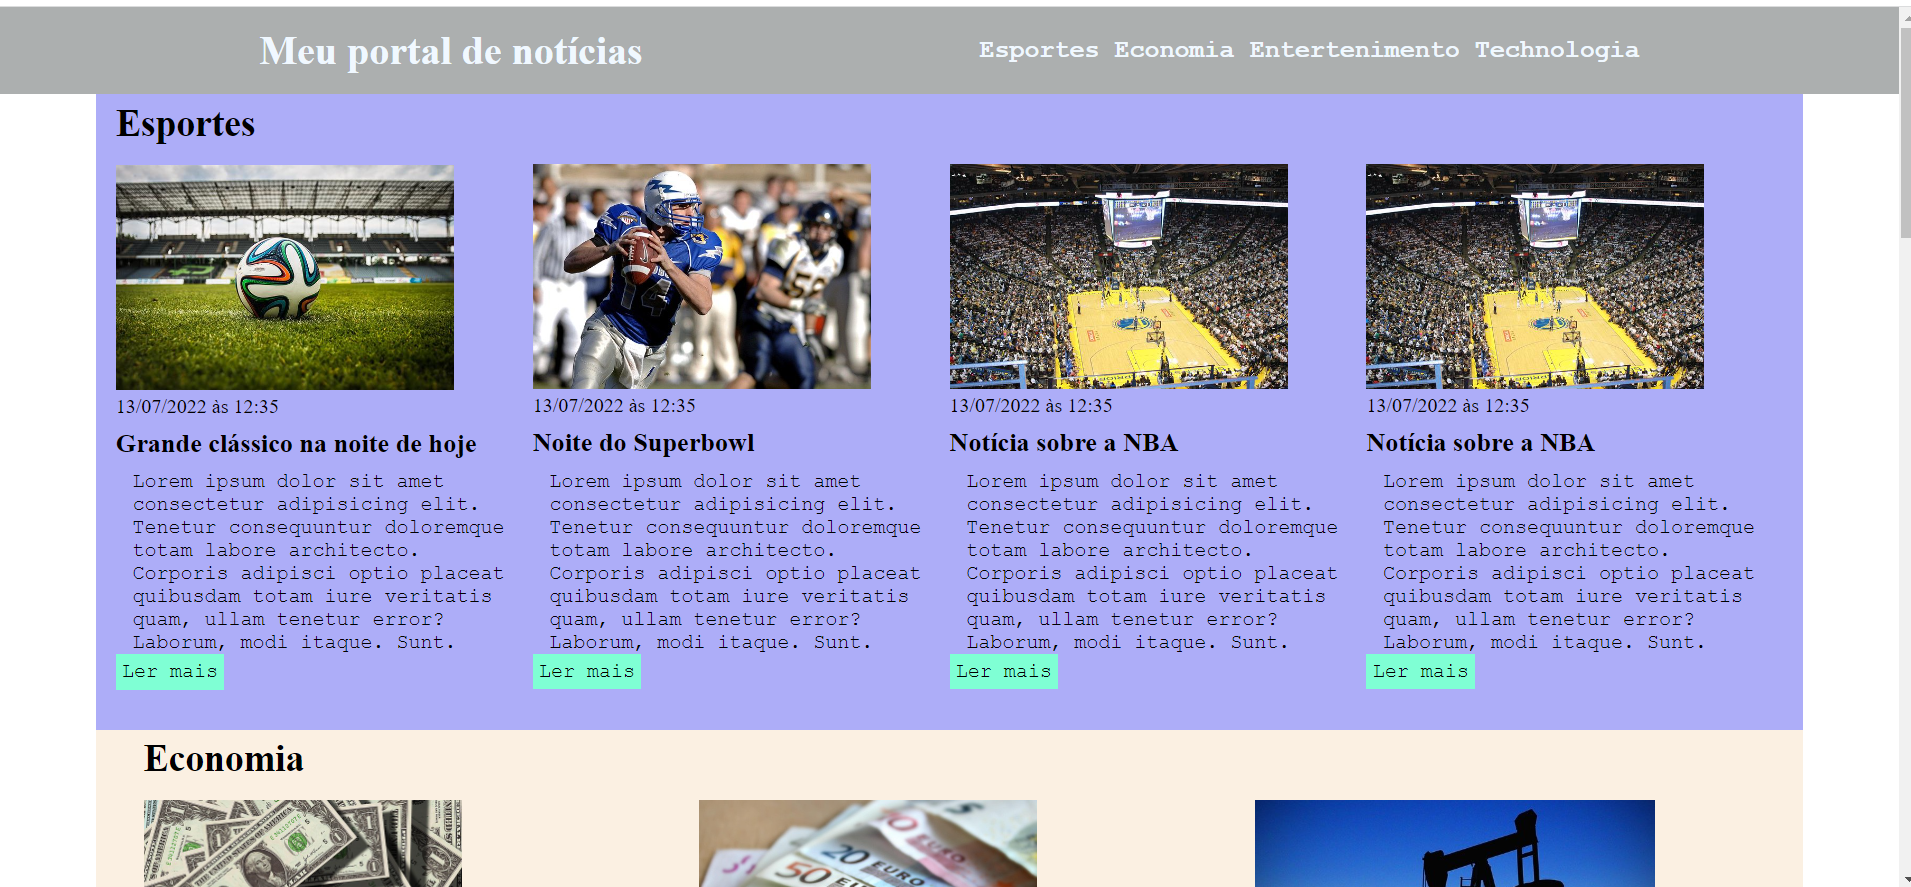 Meu portal de notícias
Esportes Economia Entertenimento Technologia
Esportes
13/07/2022 às 12:35
Grande clássico na noite de hoje
Lorem ipsum dolor sit amet
consectetur adipisicing elit.
Tenetur consequuntur doloremque
totam labore architecto.
Corporis adipisci optio placeat
quibusdam totam iure veritatis
quam, ullam tenetur error?
Laborum, modi itaque. Sunt.
Ler mais
14
13/07/2022 às 12:35
Noite do Superbowl
Lorem ipsum dolor sit amet
consectetur adipisicing elit.
Tenetur consequuntur doloremque
totam labore architecto.
Corporis adipisci optio placeat
quibusdam totam iure veritatis
quam, ullam tenetur error?
Laborum, modi itaque. Sunt.
Ler mais
13/07/2022 às 12:35
Notícia sobre a NBA
Lorem ipsum dolor sit amet
consectetur adipisicing elit.
Tenetur consequuntur doloremque
totam labore architecto.
Corporis adipisci optio placeat
quibusdam totam iure veritatis
quam, ullam tenetur error?
Laborum, modi itaque. Sunt.
Ler mais
13/07/2022 às 12:35
Notícia sobre a NBA
Lorem ipsum dolor sit amet
consectetur adipisicing elit.
Tenetur consequuntur doloremque
totam labore architecto.
Corporis adipisci optio placeat
quibusdam totam iure veritatis
quam, ullam tenetur error?
Laborum, modi itaque. Sunt.
Ler mais
Economia
20 EURO
50 EU